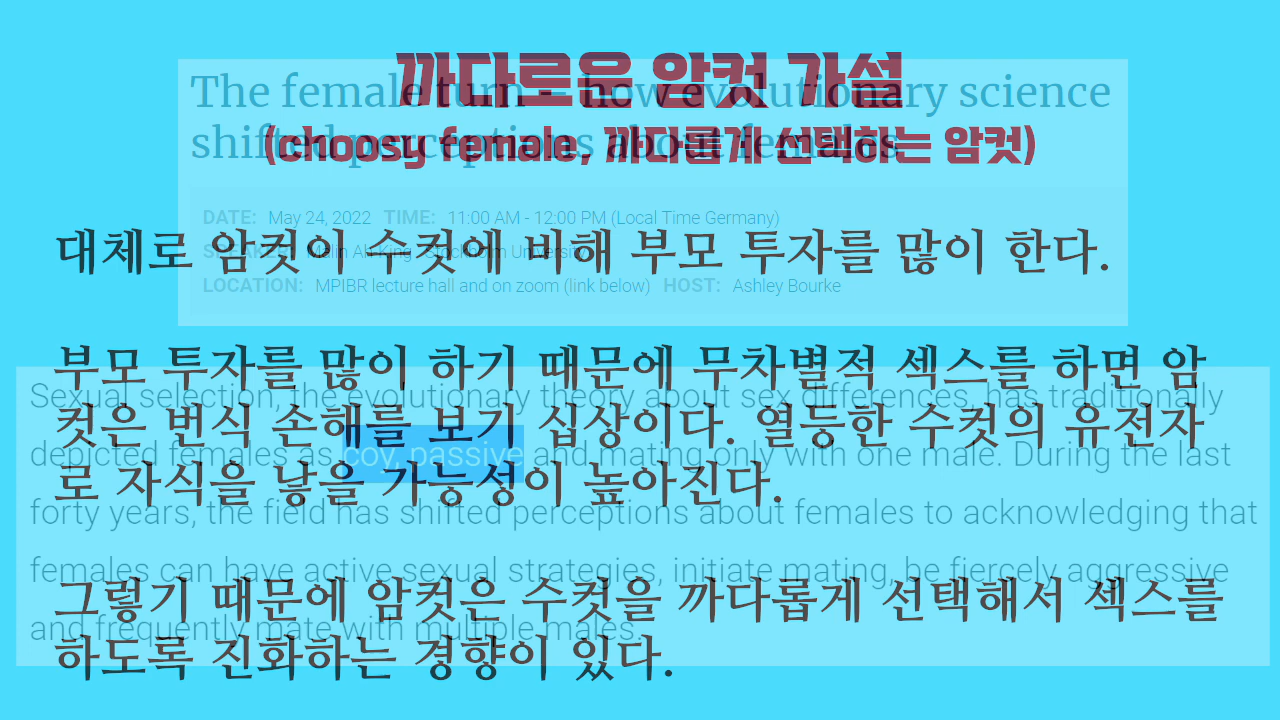 까다로운 암컷 가설
(choosy female, 까다롭게 선택하는 암컷)
대체로 암컷이 수컷에 비해 부모 투자를 많이 한다.
부모 투자를 많이 하기 때문에 무차별적 섹스를 하면 암
컷은 번식 손해를 보기 십상이다. 열등한 수컷의 유전자
로 자식을 낳을 가능성이 높아진다.
그렇기 때문에 암컷은 수컷을 까다롭게 선택해서 섹스를
하도록 진화하는 경향이 있다.
The female turn – how evolutionary science
shifted perceptions about females
DATE: May 24, 2022 TIME: 11:00 AM - 12:00 PM (Local Time Germany)
SPEAKER: Malin Ah-King Stockholm University
LOCATION: MPIBR lecture hall and on zoom (link below) HOST: Ashley Bourke
Sexual selection, the evolutionary theory about sex differences, has traditionally
depicted females as coy, passive and mating only with one male. During the last
forty years, the field has shifted perceptions about females to acknowledging that
females can have active sexual strategies, initiate mating, be fiercely aggressive
and frequently mate with multiple males.